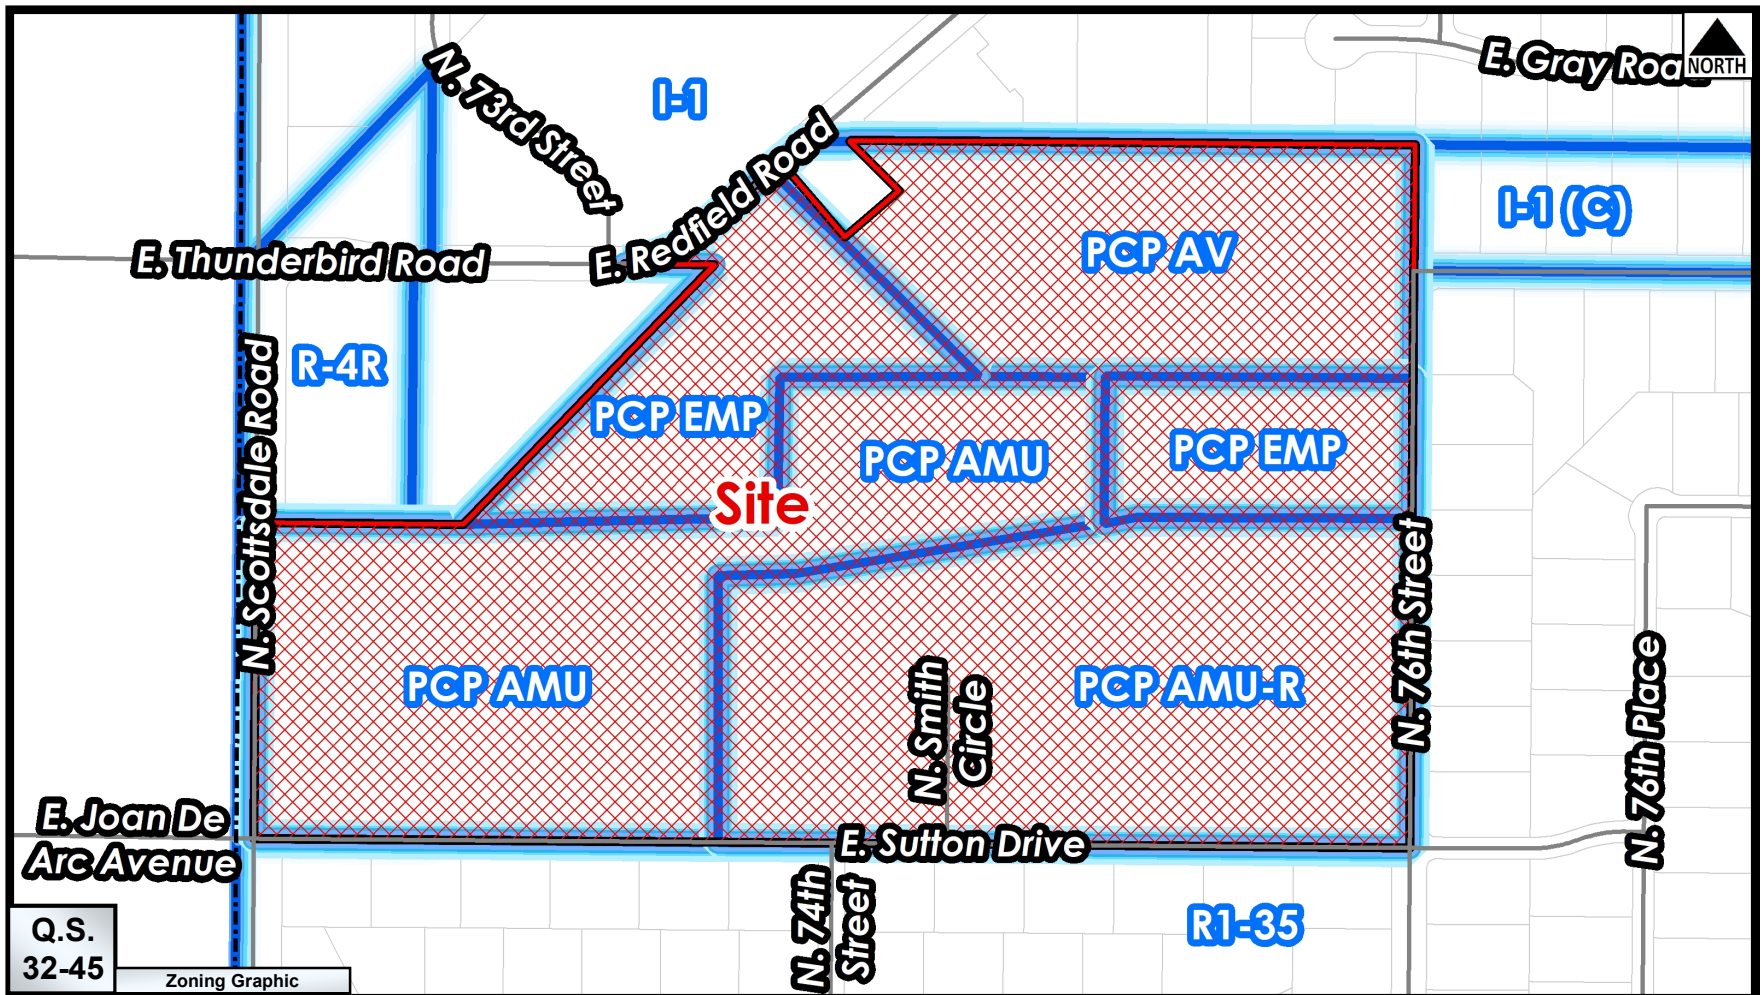 N. 73rd Street
I-1
E. Gray Roa
NORTH
E. Redfield Road
I-1 (C)
E. Thunderbird Road
PCP AV
N. Scottsdale Road
R-4R
PCP EMP
PCP AMU
PCP EMP
Site
N. 76th Street
PCP AMU
N. Smith
Circle
PCP AMU-R
N. 76th Place
E. Joan De
Arc Avenue
E. Sutton Drive
N. 74th
Street
R1-35
Q.S.
32-45
Zoning Graphic